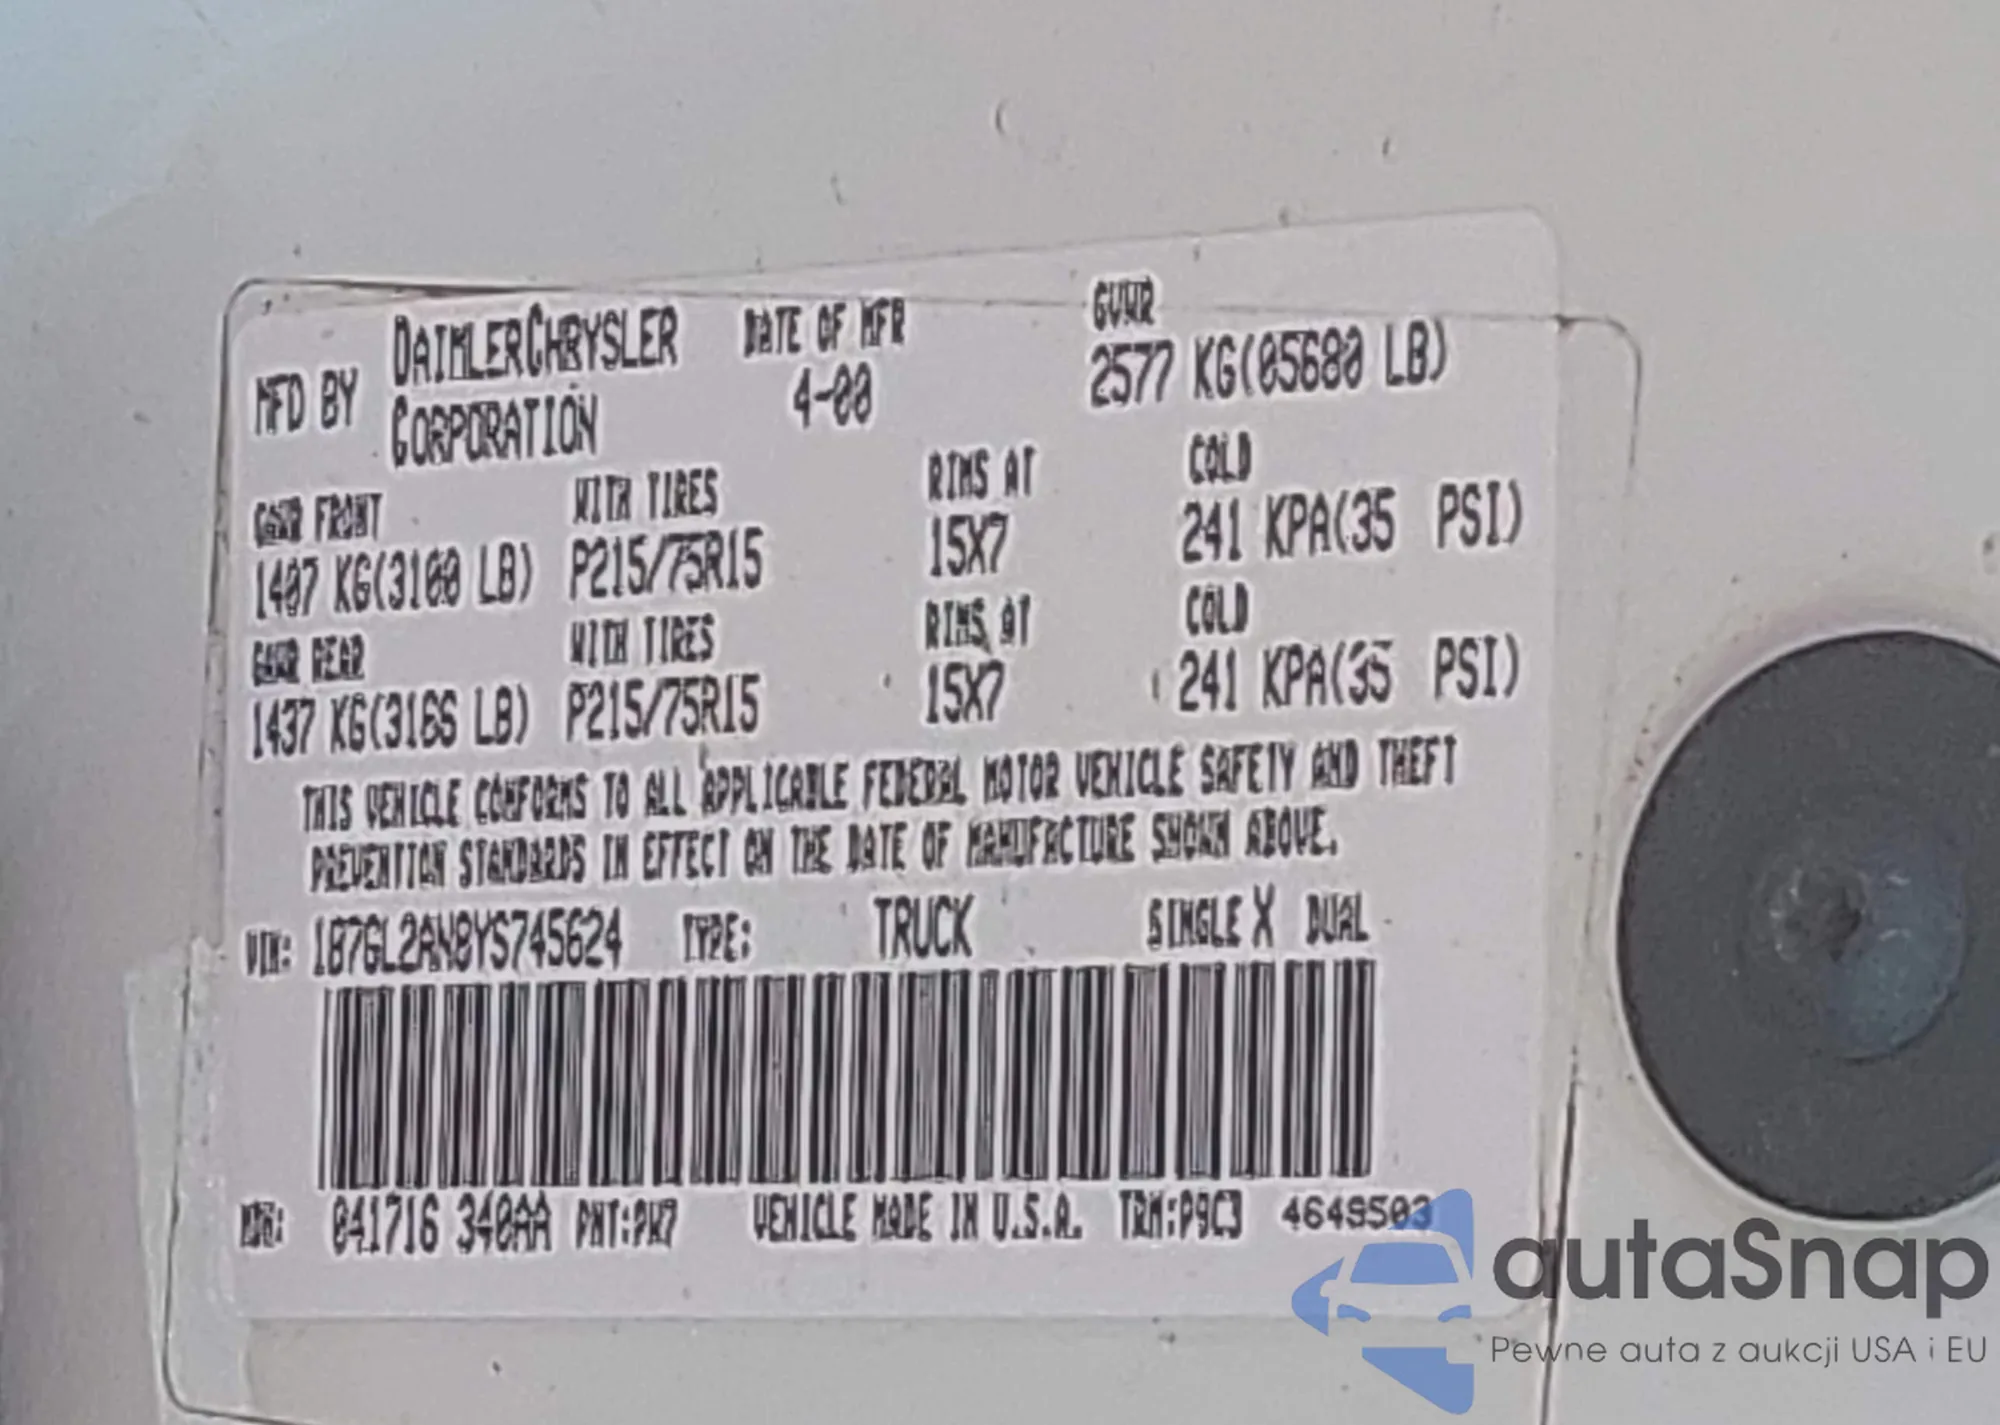 MFD BY DAIMLERCHRYSLER CORPORATION
DATE OF MFR 4-00
GVWR 2577 KG(05680 LB)
GAWR FRONT WITH TIRES RIMS AT COLD
1407 KG(3100 LB) P215/75R15 15X7 241 KPA(35 PSI)
GAWR REAR WITH TIRES RIMS AT COLD
1437 KG(3166 LB) P215/75R15 15X7 241 KPA(35 PSI)
THIS VEHICLE CONFORMS TO ALL APPLICABLE FEDERAL MOTOR VEHICLE SAFETY AND THEFT
PREVENTION STANDARDS IN EFFECT ON THE DATE OF MANUFACTURE SHOWN ABOVE.
VIN: 1B7GL2AN8YS745624 TYPE: TRUCK SINGLE X DUAL
MDH: 041716 340AA PNT:PW7 VEHICLE MADE IN U.S.A. TRM:P9C3 4649503
autaSnap
Pewne auta z aukcji USA i EU